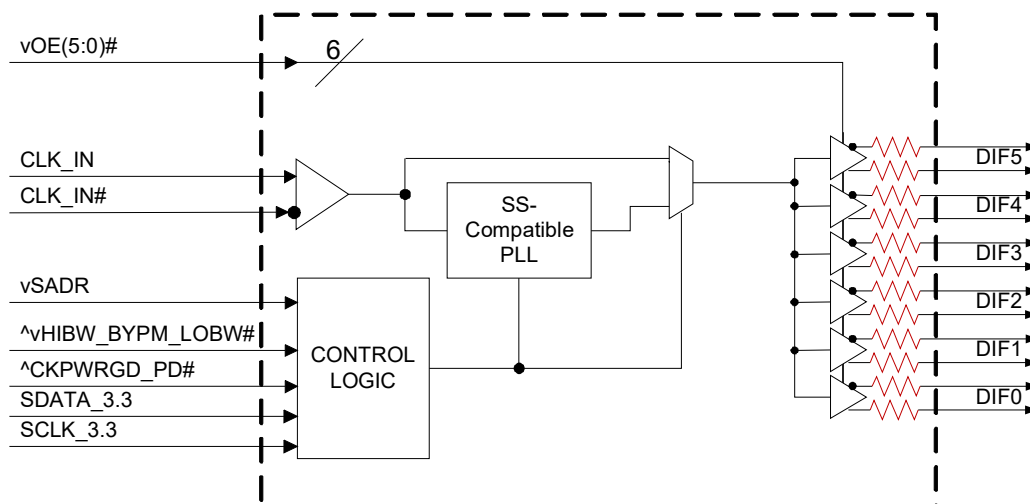 vOE(5:0)#
6
CLK_IN
CLK_IN#
SS-
Compatible
PLL
vSADR
^vHIBW_BYPM_LOBW#
^CKPWRGD_PD#
SDATA_3.3
SCLK_3.3
CONTROL
LOGIC
DIF5
DIF4
DIF3
DIF2
DIF1
DIF0